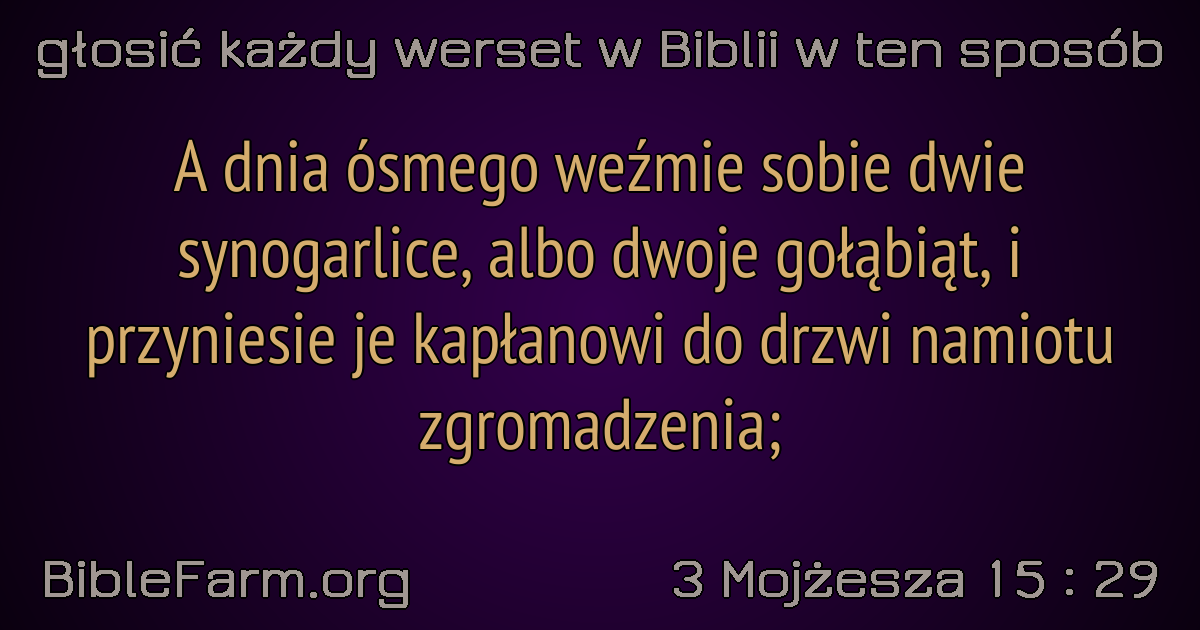 głosić każdy werset w Biblii w ten sposób
A dnia ósmego weźmie sobie dwie
synogarlice, albo dwoje gołąbiąt, i
przyniesie je kapłanowi do drzwi namiotu
zgromadzenia;
BibleFarm.org
3 Mojżesza 15 : 29